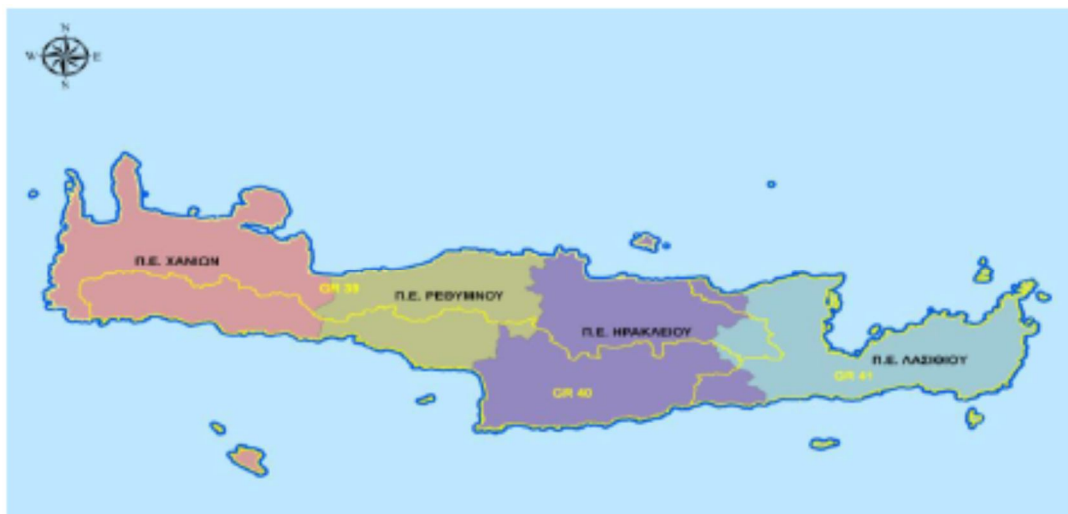 N
W E
N
Π.Ε. ΧΑΝΙΩΝ
GR 39
Π.Ε. ΡΕΘΥΜΝΟΥ
Π.Ε. ΗΡΑΚΛΕΙΟΥ
Π.Ε. ΛΑΣΙΘΙΟΥ
GR 41
GR 40